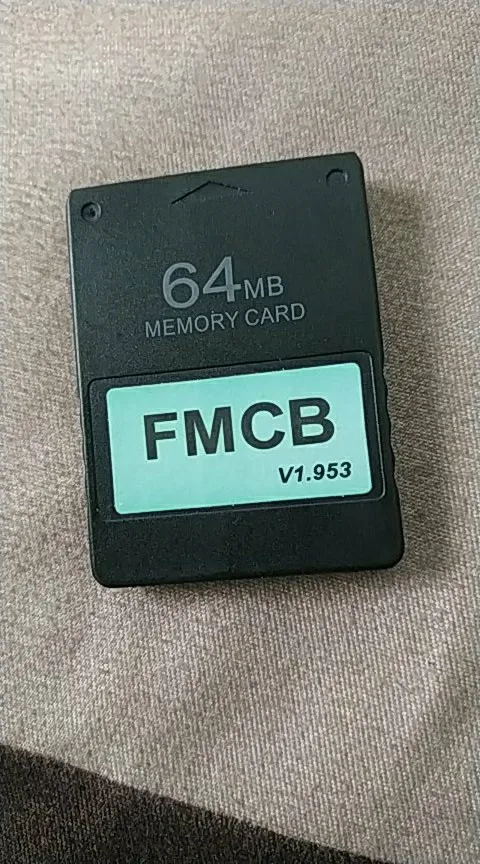 64MB
MEMORY CARD
FMCB
V1.953